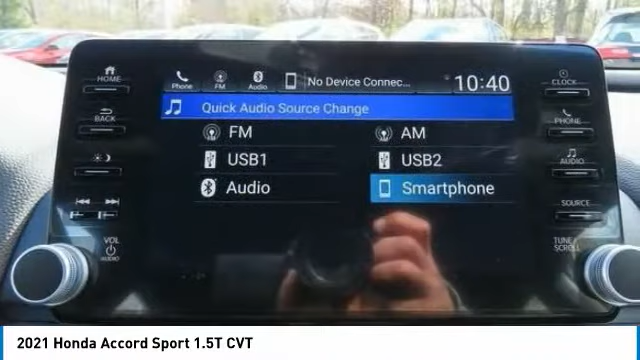 HOME
Phone FM Audio No Device Connec... 10:40
CLOCK
Quick Audio Source Change
BACK
FM AM
PHONE
USB1 USB2
AUDIO
Audio Smartphone
SOURCE
VOL
AUDIO
TUNE
SCROLL
2021 Honda Accord Sport 1.5T CVT